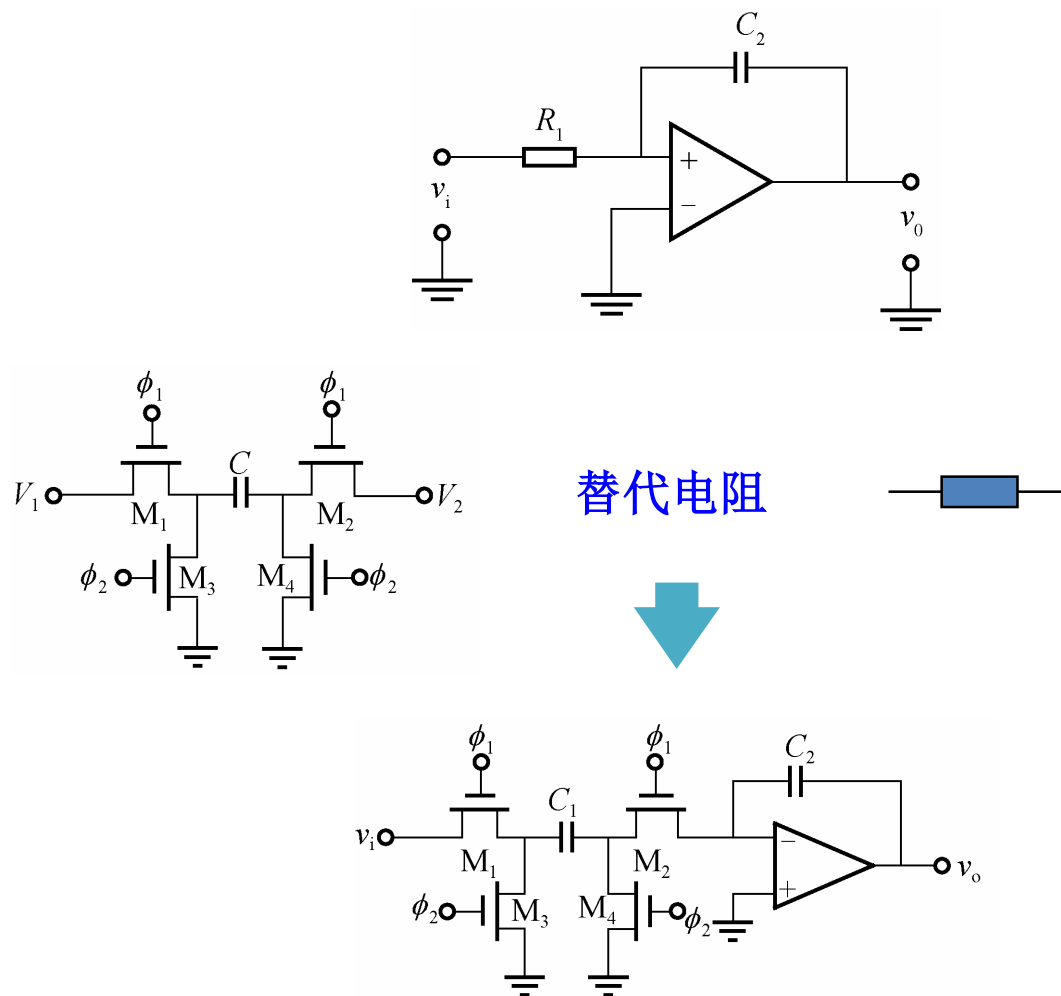 C₂
R₁
+
vᵢ
−
v₀
ϕ₁ ϕ₁
V₁ C V₂
M₁ M₂
替代电阻
ϕ₂ M₃ M₄ ϕ₂
ϕ₁ ϕ₁ C₂
C₁
vᵢ −
M₁ M₂ vₒ
+
ϕ₂ M₃ M₄ ϕ₂